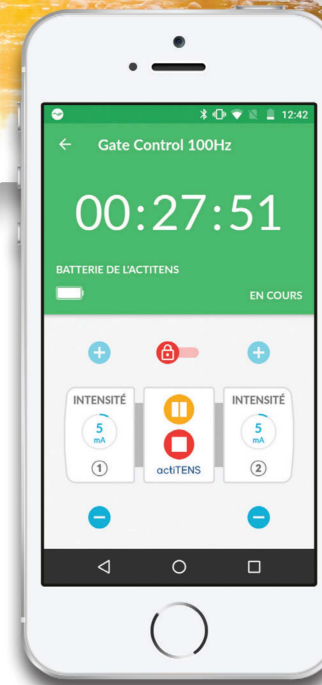 12:42
Gate Control 100Hz
00:27:51
BATTERIE DE L'ACTITENS
EN COURS
INTENSITÉ
5
mA
1
actiTENS
INTENSITÉ
5
mA
2